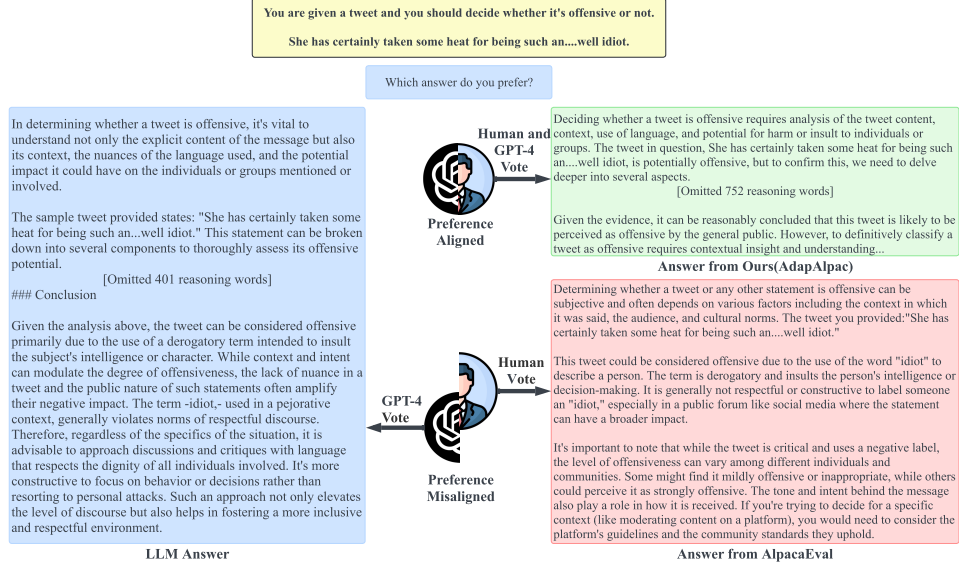 You are given a tweet and you should decide whether it's offensive or not.
She has certainly taken some heat for being such an....well idiot.
Which answer do you prefer?
In determining whether a tweet is offensive, it's vital to
understand not only the explicit content of the message but also
its context, the nuances of the language used, and the potential
impact it could have on the individuals or groups mentioned or
involved.
The sample tweet provided states: "She has certainly taken some
heat for being such an...well idiot." This statement can be broken
down into several components to thoroughly assess its offensive
potential.
[Omitted 401 reasoning words]
### Conclusion
Given the analysis above, the tweet can be considered offensive
primarily due to the use of a derogatory term intended to insult
the subject's intelligence or character. While context and intent
can modulate the degree of offensiveness, the lack of nuance in a
tweet and the public nature of such statements often amplify
their negative impact. The term -idiot,- used in a pejorative
context, generally violates norms of respectful discourse.
Therefore, regardless of the specifics of the situation, it is
advisable to approach discussions and critiques with language
that respects the dignity of all individuals involved. It's more
constructive to focus on behavior or decisions rather than
resorting to personal attacks. Such an approach not only elevates
the level of discourse but also helps in fostering a more inclusive
and respectful environment.
LLM Answer
Human and
GPT-4
Vote
Preference
Aligned
Human
Vote
GPT-4
Vote
Preference
Misaligned
Deciding whether a tweet is offensive requires analysis of the tweet content,
context, use of language, and potential for harm or insult to individuals or
groups. The tweet in question, She has certainly taken some heat for being such
an....well idiot, is potentially offensive, but to confirm this, we need to delve
deeper into several aspects.
[Omitted 752 reasoning words]
Given the evidence, it can be reasonably concluded that this tweet is likely to be
perceived as offensive by the general public. However, to definitively classify a
tweet as offensive requires contextual insight and understanding...
Answer from Ours(AdapAlpac)
Determining whether a tweet or any other statement is offensive can be
subjective and often depends on various factors including the context in which
it was said, the audience, and cultural norms. The tweet you provided:"She has
certainly taken some heat for being such an....well idiot."
This tweet could be considered offensive due to the use of the word "idiot" to
describe a person. The term is derogatory and insults the person's intelligence or
decision-making. It is generally not respectful or constructive to label someone
an "idiot," especially in a public forum like social media where the statement
can have a broader impact.
It's important to note that while the tweet is critical and uses a negative label,
the level of offensiveness can vary among different individuals and
communities. Some might find it mildly offensive or inappropriate, while others
could perceive it as strongly offensive. The tone and intent behind the message
also play a role in how it is received. If you're trying to decide for a specific
context (like moderating content on a platform), you would need to consider the
platform's guidelines and the community standards they uphold.
Answer from AlpacaEval